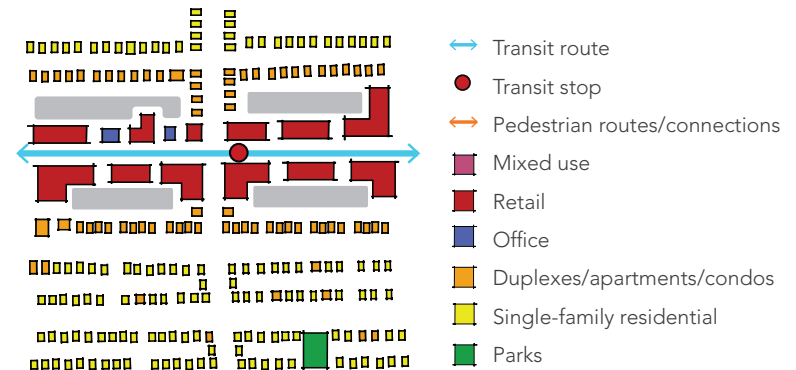 Transit route
Transit stop
Pedestrian routes/connections
Mixed use
Retail
Office
Duplexes/apartments/condos
Single-family residential
Parks